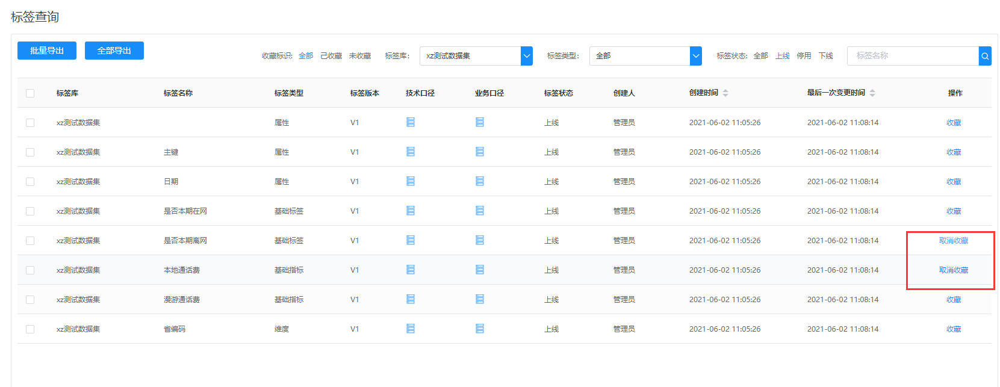 标签查询
批量导出 全部导出 收藏标识: 全部 己收藏 未收藏 标签库: xz测试数据集 标签类型: 全部 标签状态: 全部 上线 停用 下线 标签名称
标签库 标签名称 标签类型 标签版本 技术口径 业务口径 标签状态 创建人 创建时间 最后一次变更时间 操作
xz测试数据集 属性 V1 上线 管理员 2021-06-02 11:05:26 2021-06-02 11:08:14 收藏
xz测试数据集 主键 属性 V1 上线 管理员 2021-06-02 11:05:26 2021-06-02 11:08:14 收藏
xz测试数据集 日期 属性 V1 上线 管理员 2021-06-02 11:05:26 2021-06-02 11:08:14 收藏
xz测试数据集 是否本期在网 基础标签 V1 上线 管理员 2021-06-02 11:05:26 2021-06-02 11:08:14 收藏
xz测试数据集 是否本期离网 基础标签 V1 上线 管理员 2021-06-02 11:05:26 2021-06-02 11:08:14 取消收藏
xz测试数据集 本地通话费 基础指标 V1 上线 管理员 2021-06-02 11:05:26 2021-06-02 11:08:14 取消收藏
xz测试数据集 漫游通话费 基础指标 V1 上线 管理员 2021-06-02 11:05:26 2021-06-02 11:08:14 收藏
xz测试数据集 省编码 维度 V1 上线 管理员 2021-06-02 11:05:26 2021-06-02 11:08:14 收藏